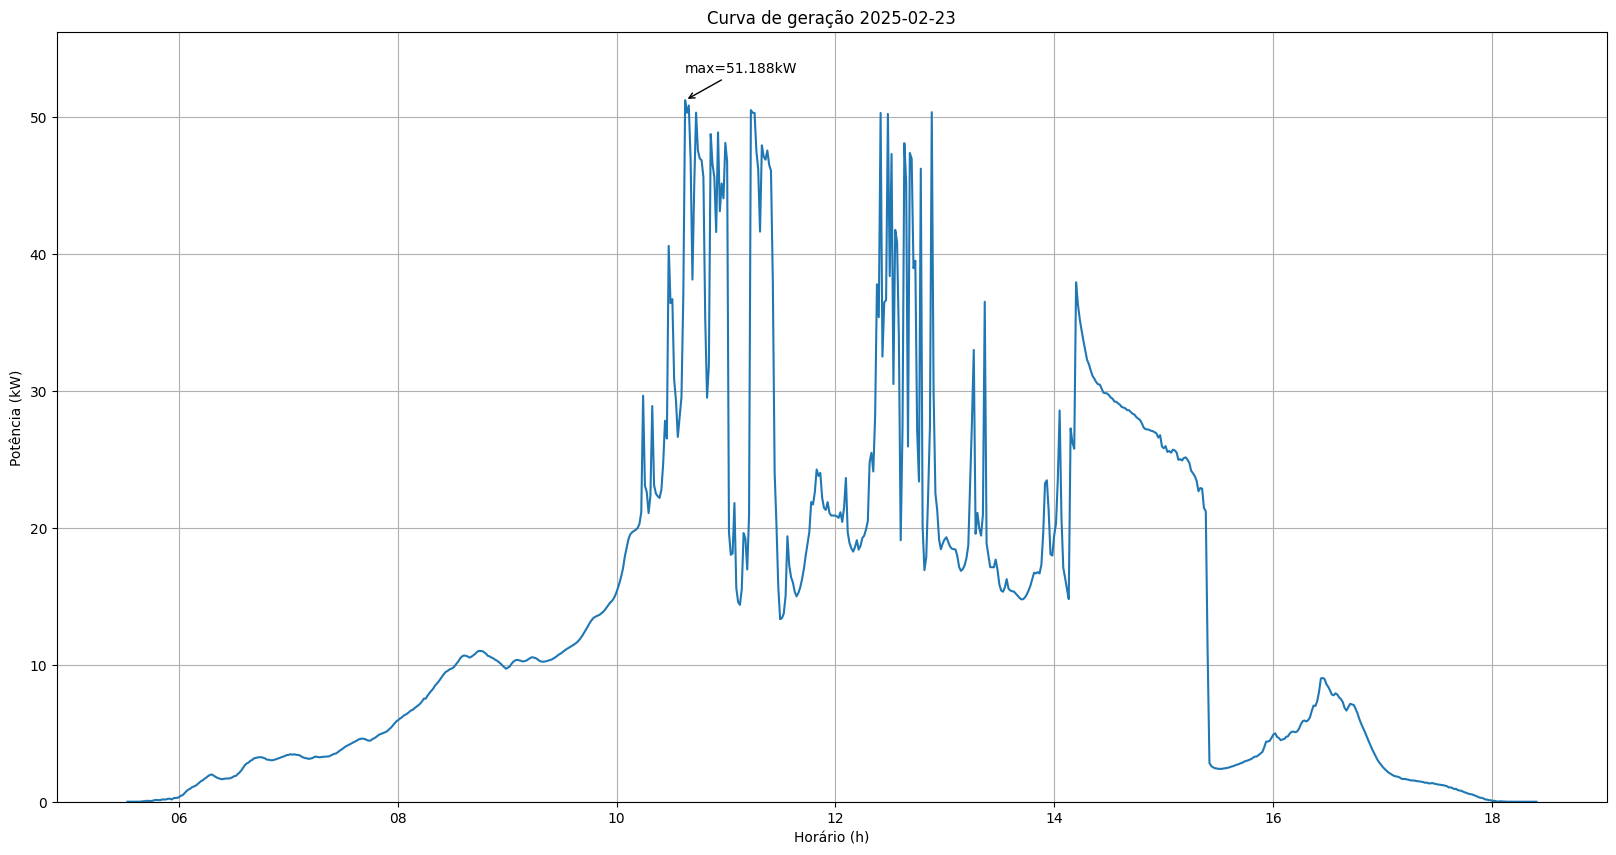 Curva de geração 2025-02-23
max=51.188kW
50
40
30
20
10
0
Potência (kW)
06 08 10 12 14 16 18
Horário (h)